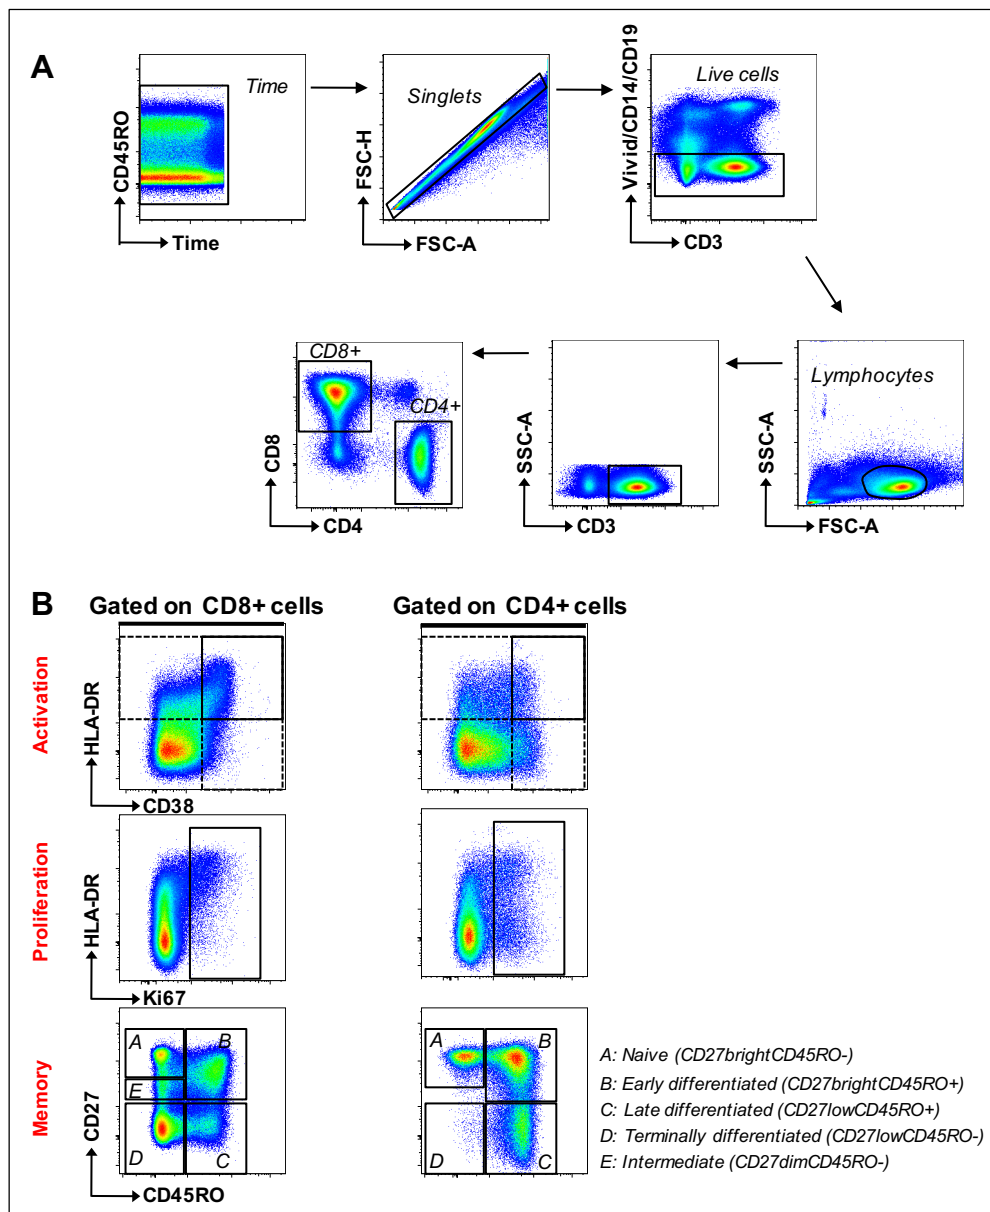 A
CD45RO
Time
Time
FSC-H
Singlets
FSC-A
Vivid/CD14/CD19
Live cells
CD3
CD8
CD8+
CD4+
CD4
SSC-A
CD3
SSC-A
Lymphocytes
FSC-A
B
Gated on CD8+ cells
Gated on CD4+ cells
Activation
HLA-DR
CD38
Proliferation
HLA-DR
Ki67
Memory
CD27
A
B
E
D
C
CD45RO
A
B
D
C
A: Naive (CD27brightCD45RO-)
B: Early differentiated (CD27brightCD45RO+)
C: Late differentiated (CD27lowCD45RO+)
D: Terminally differentiated (CD27lowCD45RO-)
E: Intermediate (CD27dimCD45RO-)